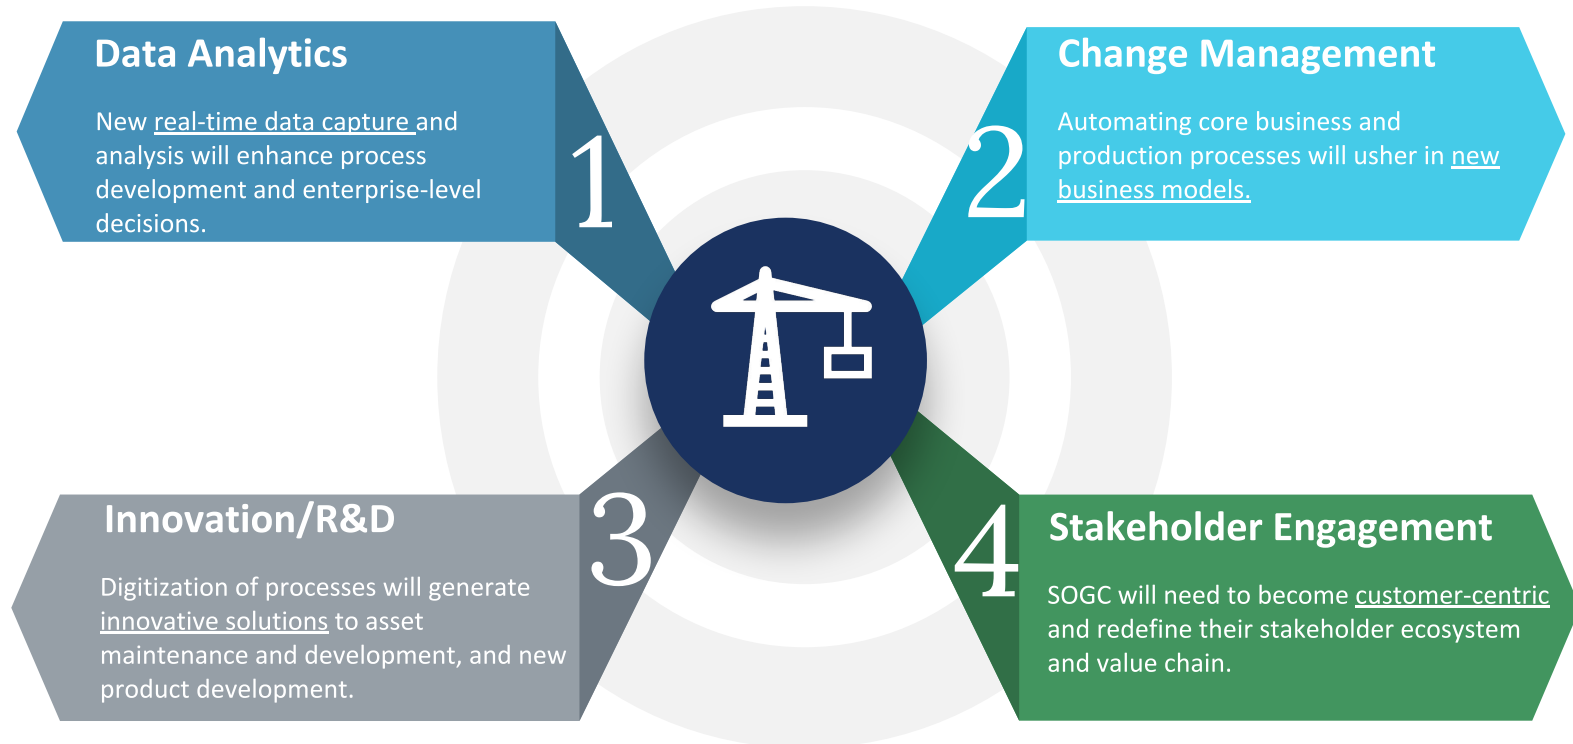 Data Analytics
New real-time data capture and
analysis will enhance process
development and enterprise-level
decisions.
1
Change Management
Automating core business and
production processes will usher in new
business models.
2
Innovation/R&D
Digitization of processes will generate
innovative solutions to asset
maintenance and development, and new
product development.
3
Stakeholder Engagement
SOGC will need to become customer-centric
and redefine their stakeholder ecosystem
and value chain.
4